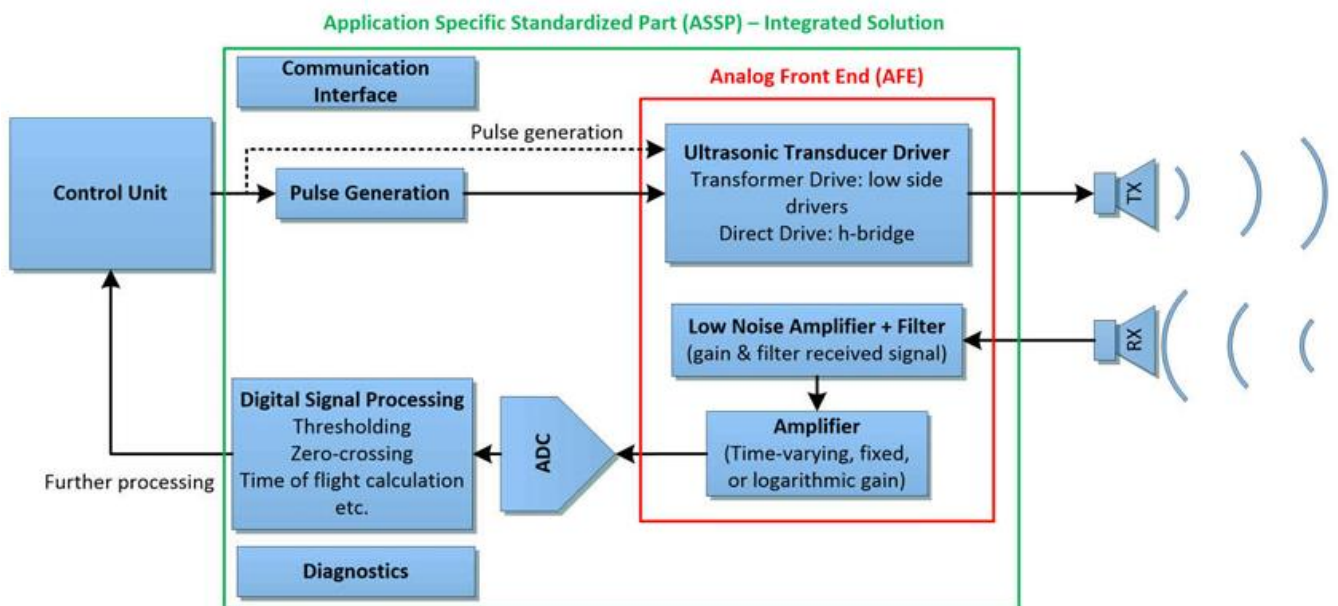 Application Specific Standardized Part (ASSP) – Integrated Solution
Communication
Interface
Analog Front End (AFE)
Pulse generation
Control Unit
Pulse Generation
Ultrasonic Transducer Driver
Transformer Drive: low side
drivers
Direct Drive: h-bridge
TX
Low Noise Amplifier + Filter
(gain & filter received signal)
RX
Digital Signal Processing
Thresholding
Zero-crossing
Time of flight calculation
etc.
ADC
Amplifier
(Time-varying, fixed,
or logarithmic gain)
Further processing
Diagnostics